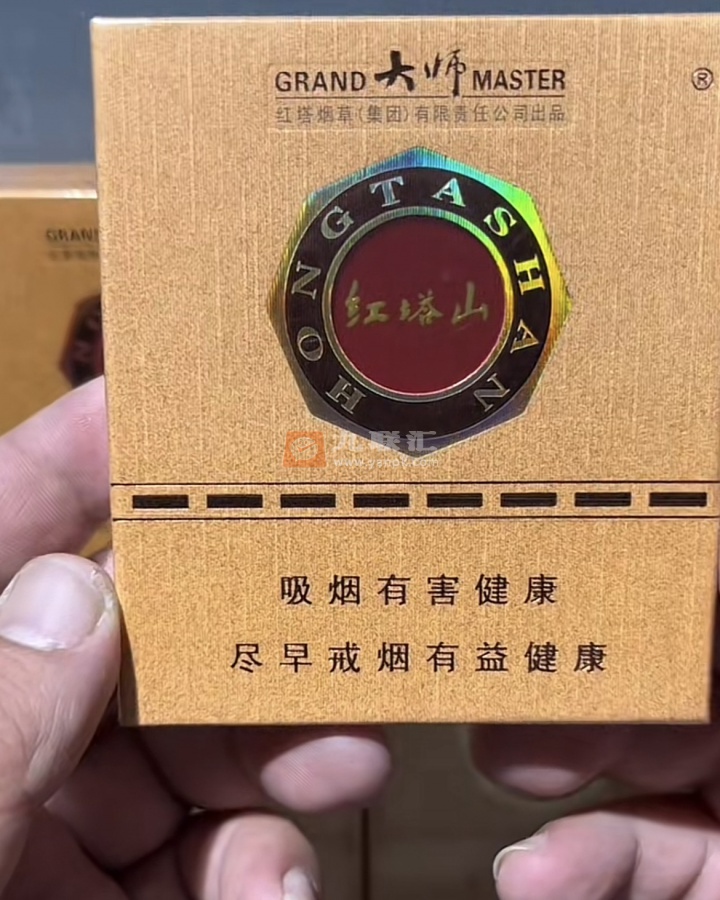 GRAND 大师 MASTER
®
红塔烟草(集团)有限责任公司出品
HONGTASHAN
红塔山
吸烟有害健康
尽早戒烟有益健康
GRAN